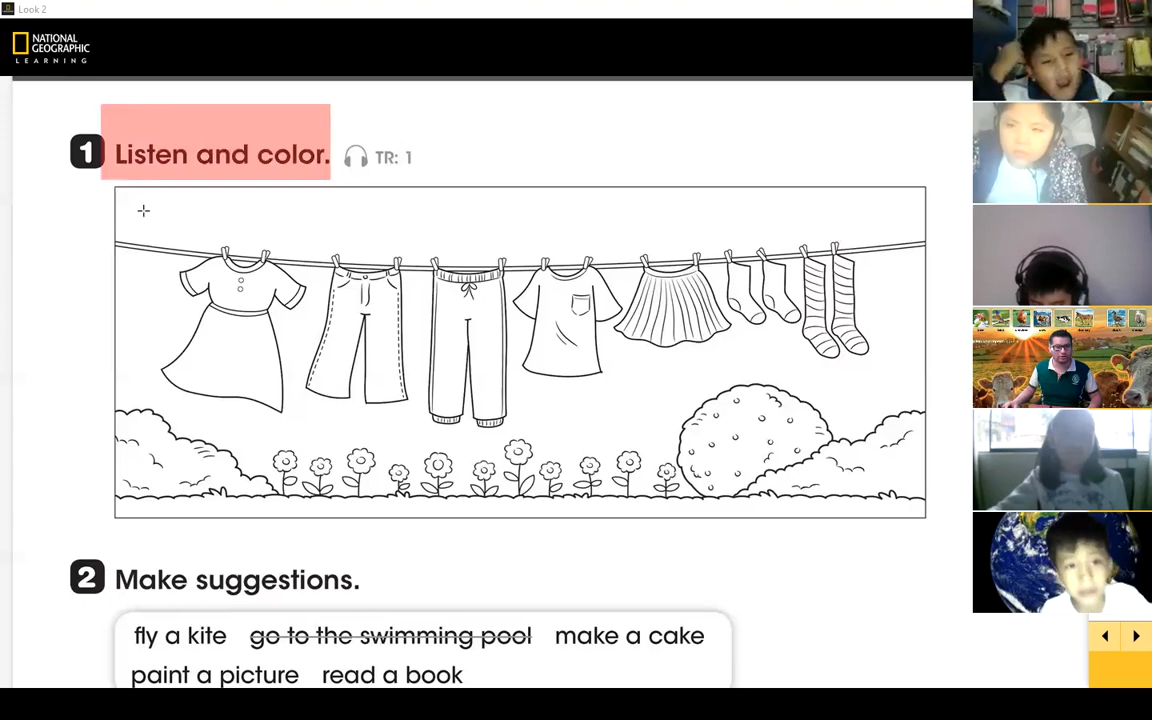 Look 2
NATIONAL
GEOGRAPHIC
LEARNING
1 Listen and color. TR: 1
2 Make suggestions.
fly a kite go to the swimming pool make a cake
paint a picture read a book